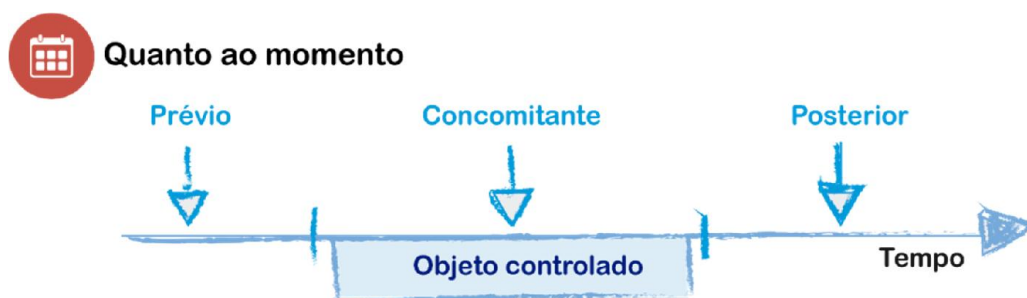 Quanto ao momento
Prévio
Concomitante
Posterior
Objeto controlado
Tempo